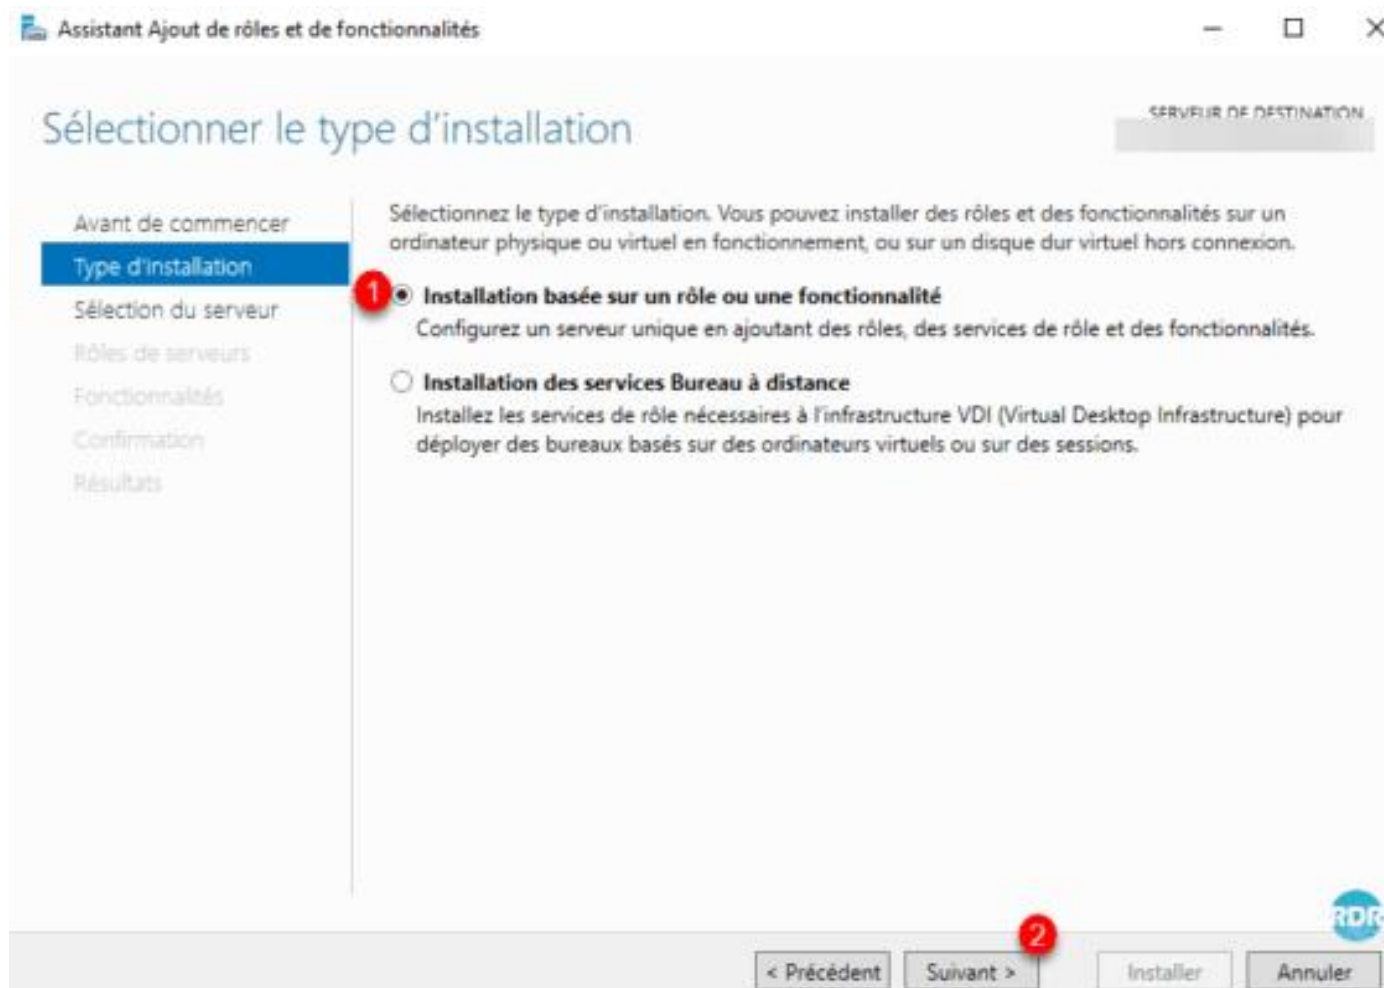 Assistant Ajout de rôles et de fonctionnalités
Sélectionner le type d'installation
SERVEUR DE DESTINATION
Avant de commencer
Type d'installation
Sélection du serveur
Rôles de serveurs
Fonctionnalités
Confirmation
Résultats
Sélectionnez le type d'installation. Vous pouvez installer des rôles et des fonctionnalités sur un
ordinateur physique ou virtuel en fonctionnement, ou sur un disque dur virtuel hors connexion.
1
Installation basée sur un rôle ou une fonctionnalité
Configurez un serveur unique en ajoutant des rôles, des services de rôle et des fonctionnalités.
Installation des services Bureau à distance
Installez les services de rôle nécessaires à l'infrastructure VDI (Virtual Desktop Infrastructure) pour
déployer des bureaux basés sur des ordinateurs virtuels ou sur des sessions.
RDR
2
< Précédent
Suivant >
Installer
Annuler